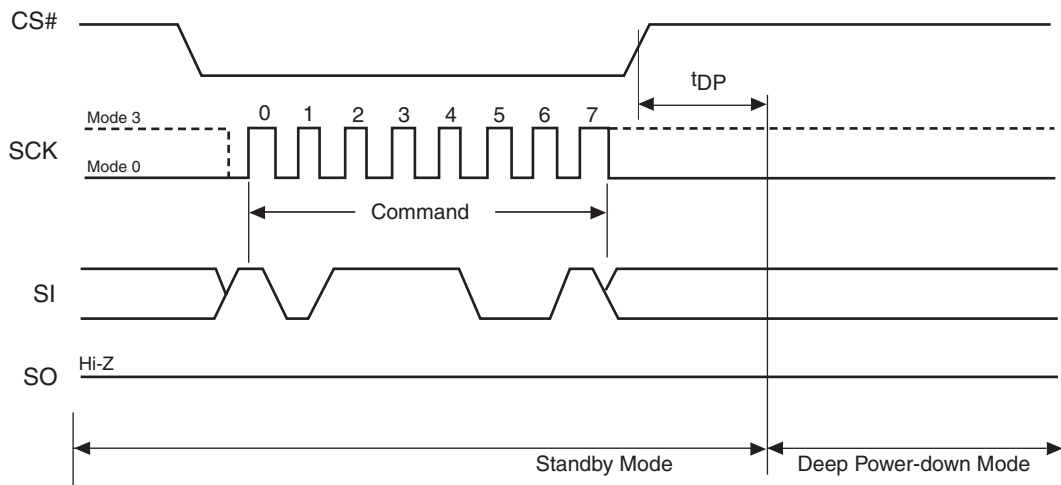 CS#
tDP
Mode 3
0 1 2 3 4 5 6 7
SCK
Mode 0
Command
SI
Hi-Z
SO
Standby Mode
Deep Power-down Mode